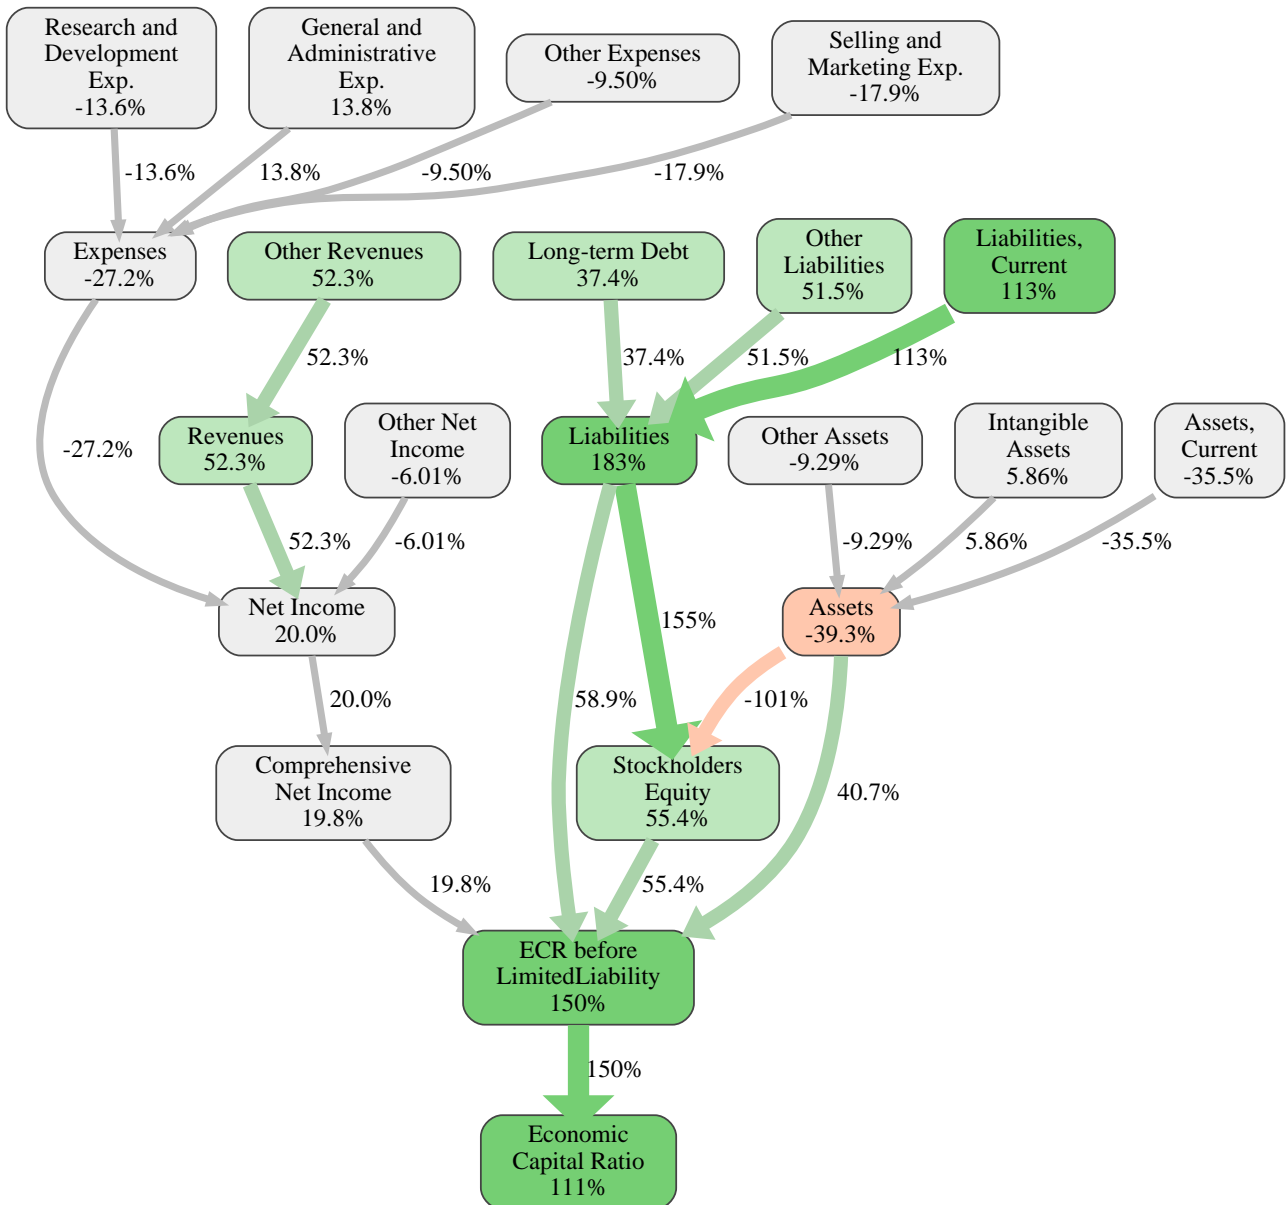 Research and
Development
Exp.
-13.6%
General and
Administrative
Exp.
13.8%
Other Expenses
-9.50%
Selling and
Marketing Exp.
-17.9%
-13.6%
13.8%
-9.50%
-17.9%
Expenses
-27.2%
Other Revenues
52.3%
Long-term Debt
37.4%
Other
Liabilities
51.5%
Liabilities,
Current
113%
52.3%
37.4%
51.5%
113%
-27.2%
Revenues
52.3%
Other Net
Income
-6.01%
Liabilities
183%
Other Assets
-9.29%
Intangible
Assets
5.86%
Assets,
Current
-35.5%
52.3%
-6.01%
-9.29%
5.86%
-35.5%
Net Income
20.0%
155%
Assets
-39.3%
20.0%
58.9%
-101%
Comprehensive
Net Income
19.8%
Stockholders
Equity
55.4%
40.7%
19.8%
55.4%
ECR before
LimitedLiability
150%
150%
Economic
Capital Ratio
111%